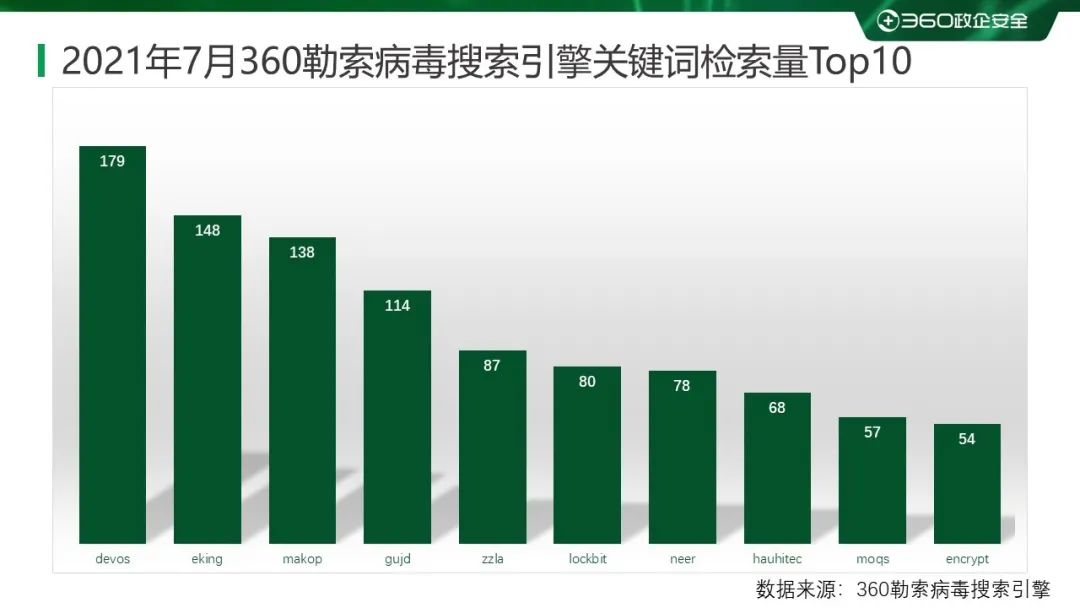 360政企安全
2021年7月360勒索病毒搜索引擎关键词检索量Top10
179
148
138
114
87
80
78
68
57
54
devos eking makop gujd zzla lockbit neer hauhitec moqs encrypt
数据来源：360勒索病毒搜索引擎